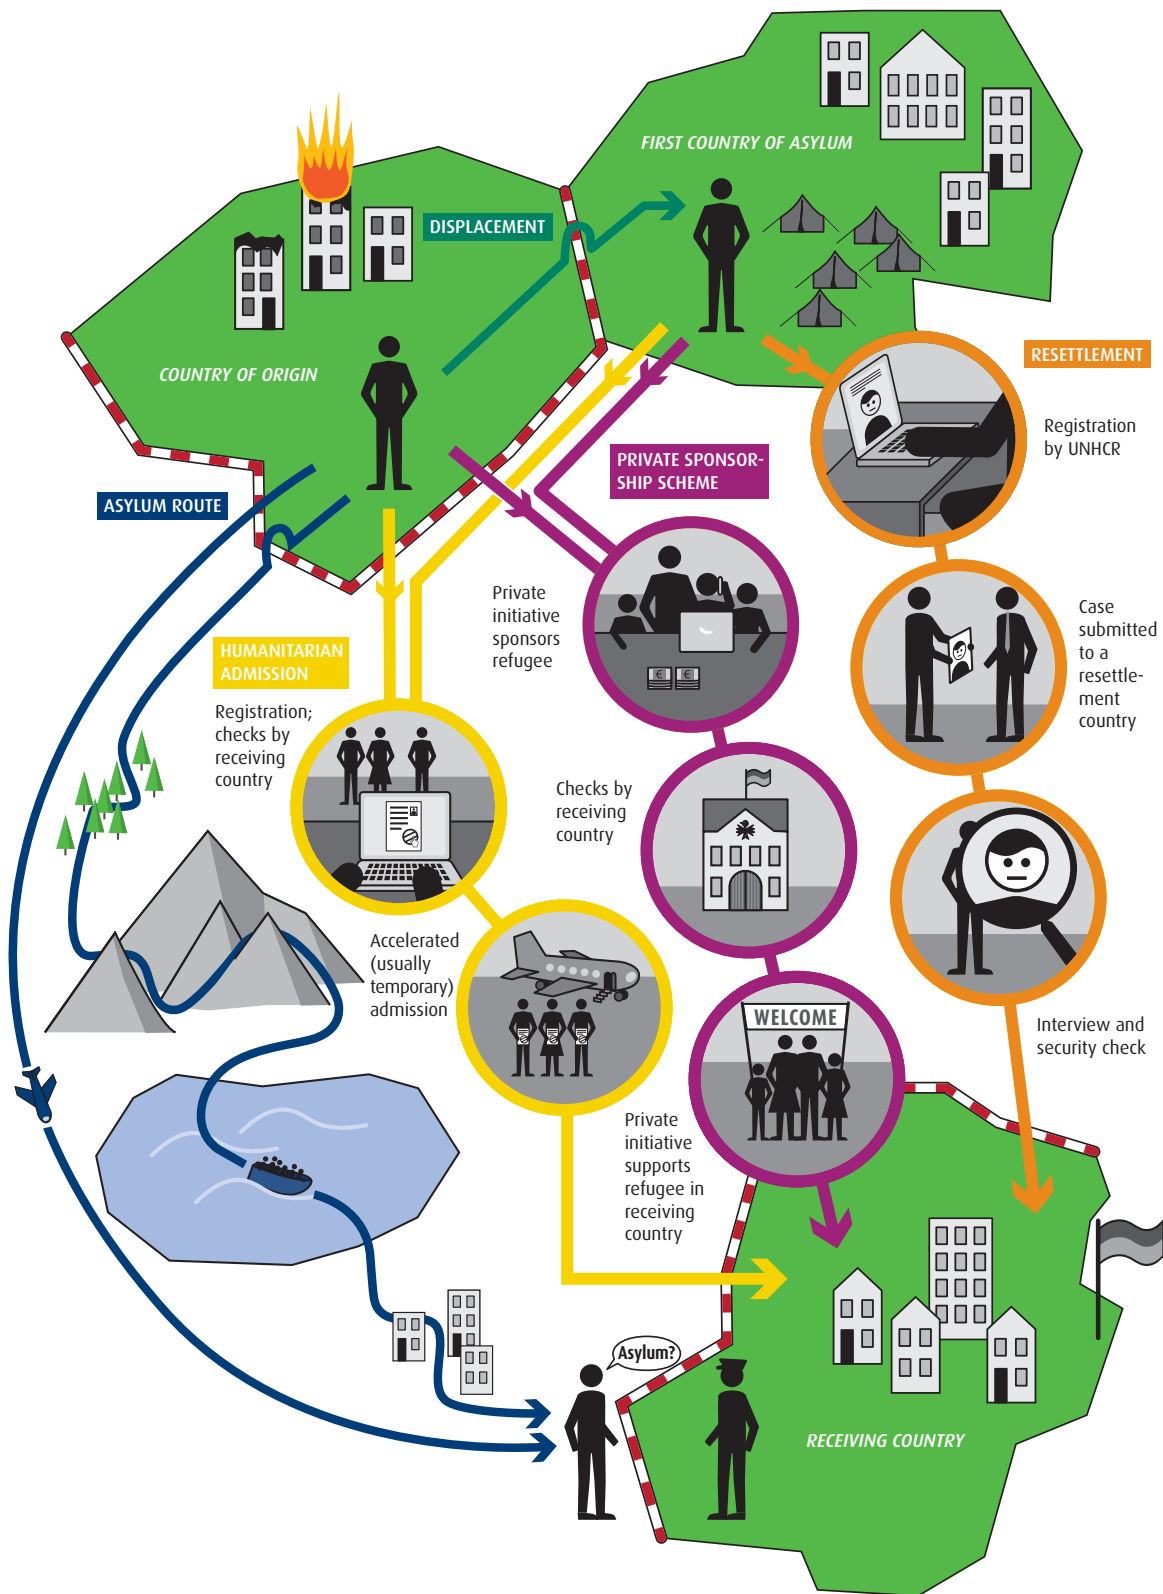 FIRST COUNTRY OF ASYLUM
DISPLACEMENT
COUNTRY OF ORIGIN
RESETTLEMENT
Registration
by UNHCR
PRIVATE SPONSOR-
SHIP SCHEME
ASYLUM ROUTE
Private
initiative
sponsors
refugee
€ €
Case
submitted
to a
resettle-
ment
country
HUMANITARIAN
ADMISSION
Registration;
checks by
receiving
country
Checks by
receiving
country
Accelerated
(usually
temporary)
admission
WELCOME
Interview and
security check
Private
initiative
supports
refugee in
receiving
country
Asylum?
RECEIVING COUNTRY